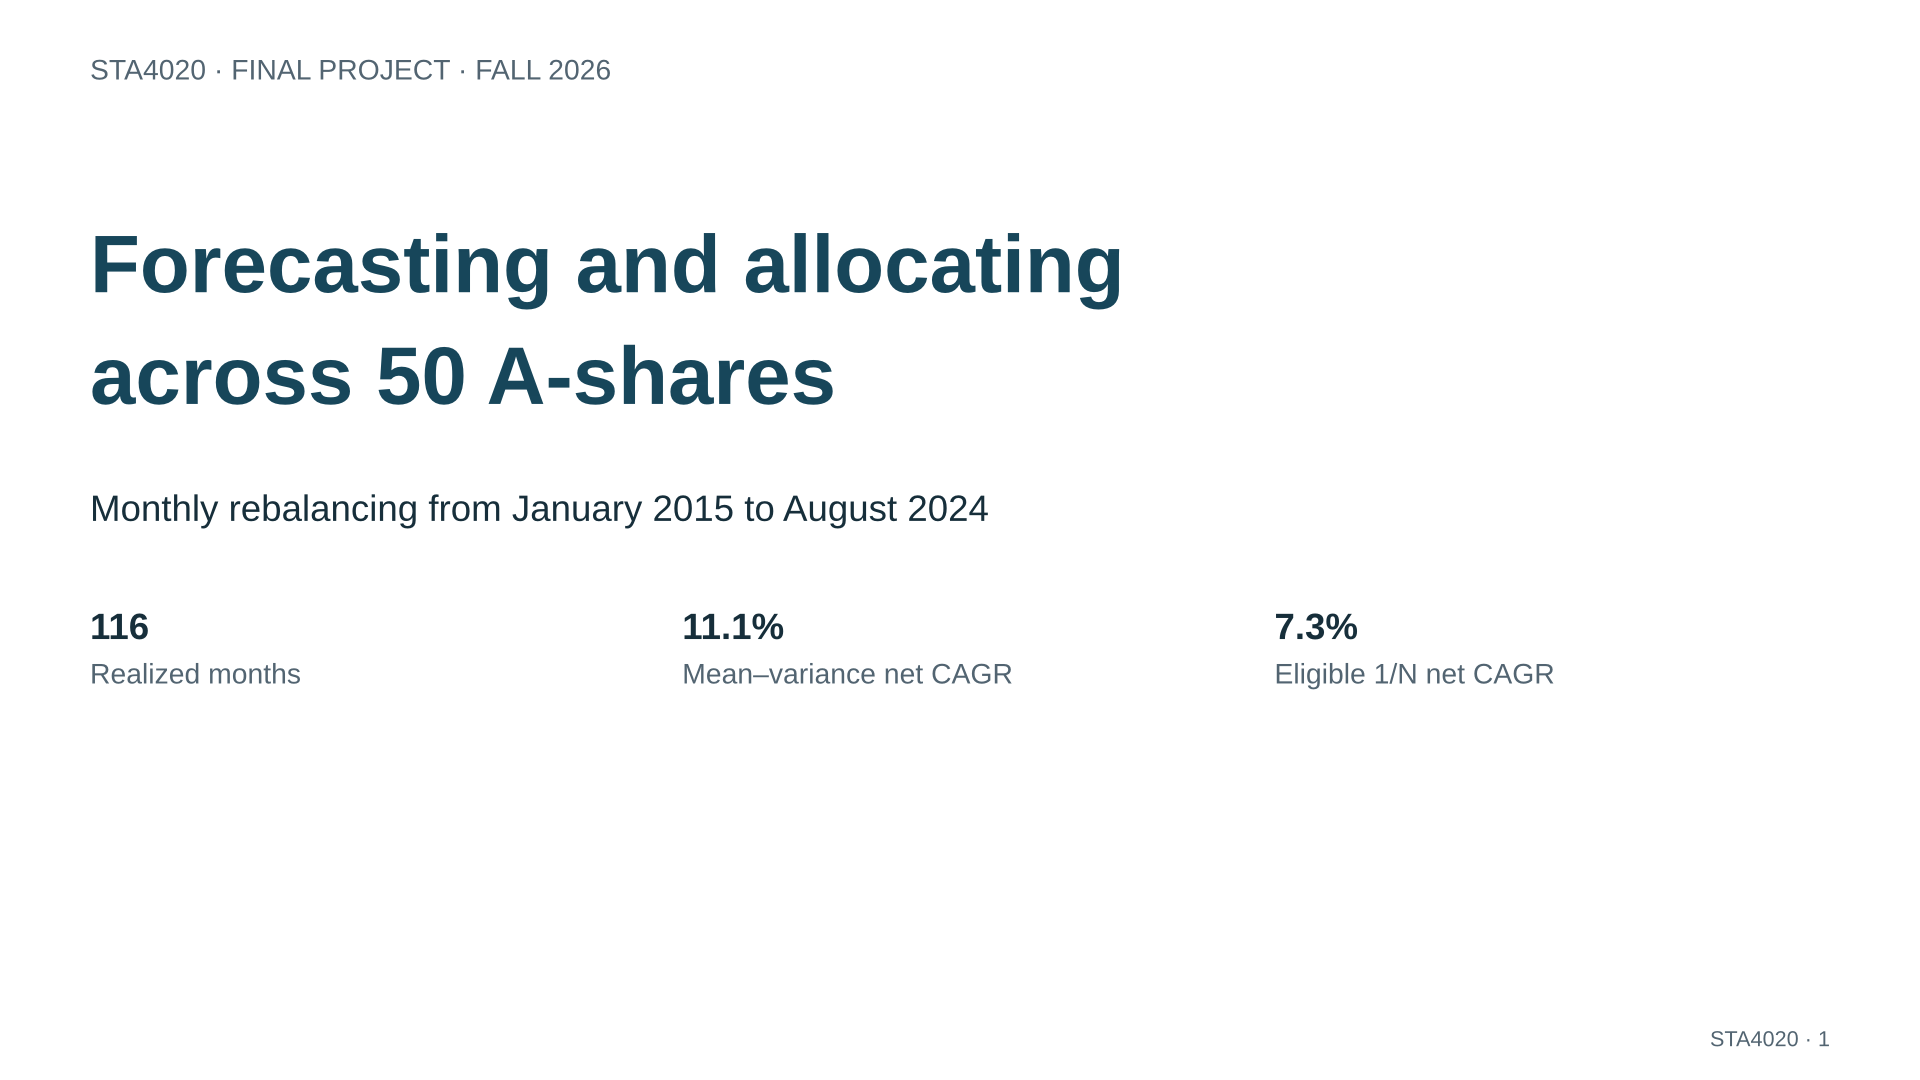 STA4020 · FINAL PROJECT · FALL 2026
Forecasting and allocating
across 50 A-shares
Monthly rebalancing from January 2015 to August 2024
116
Realized months
11.1%
Mean–variance net CAGR
7.3%
Eligible 1/N net CAGR
STA4020 · 1